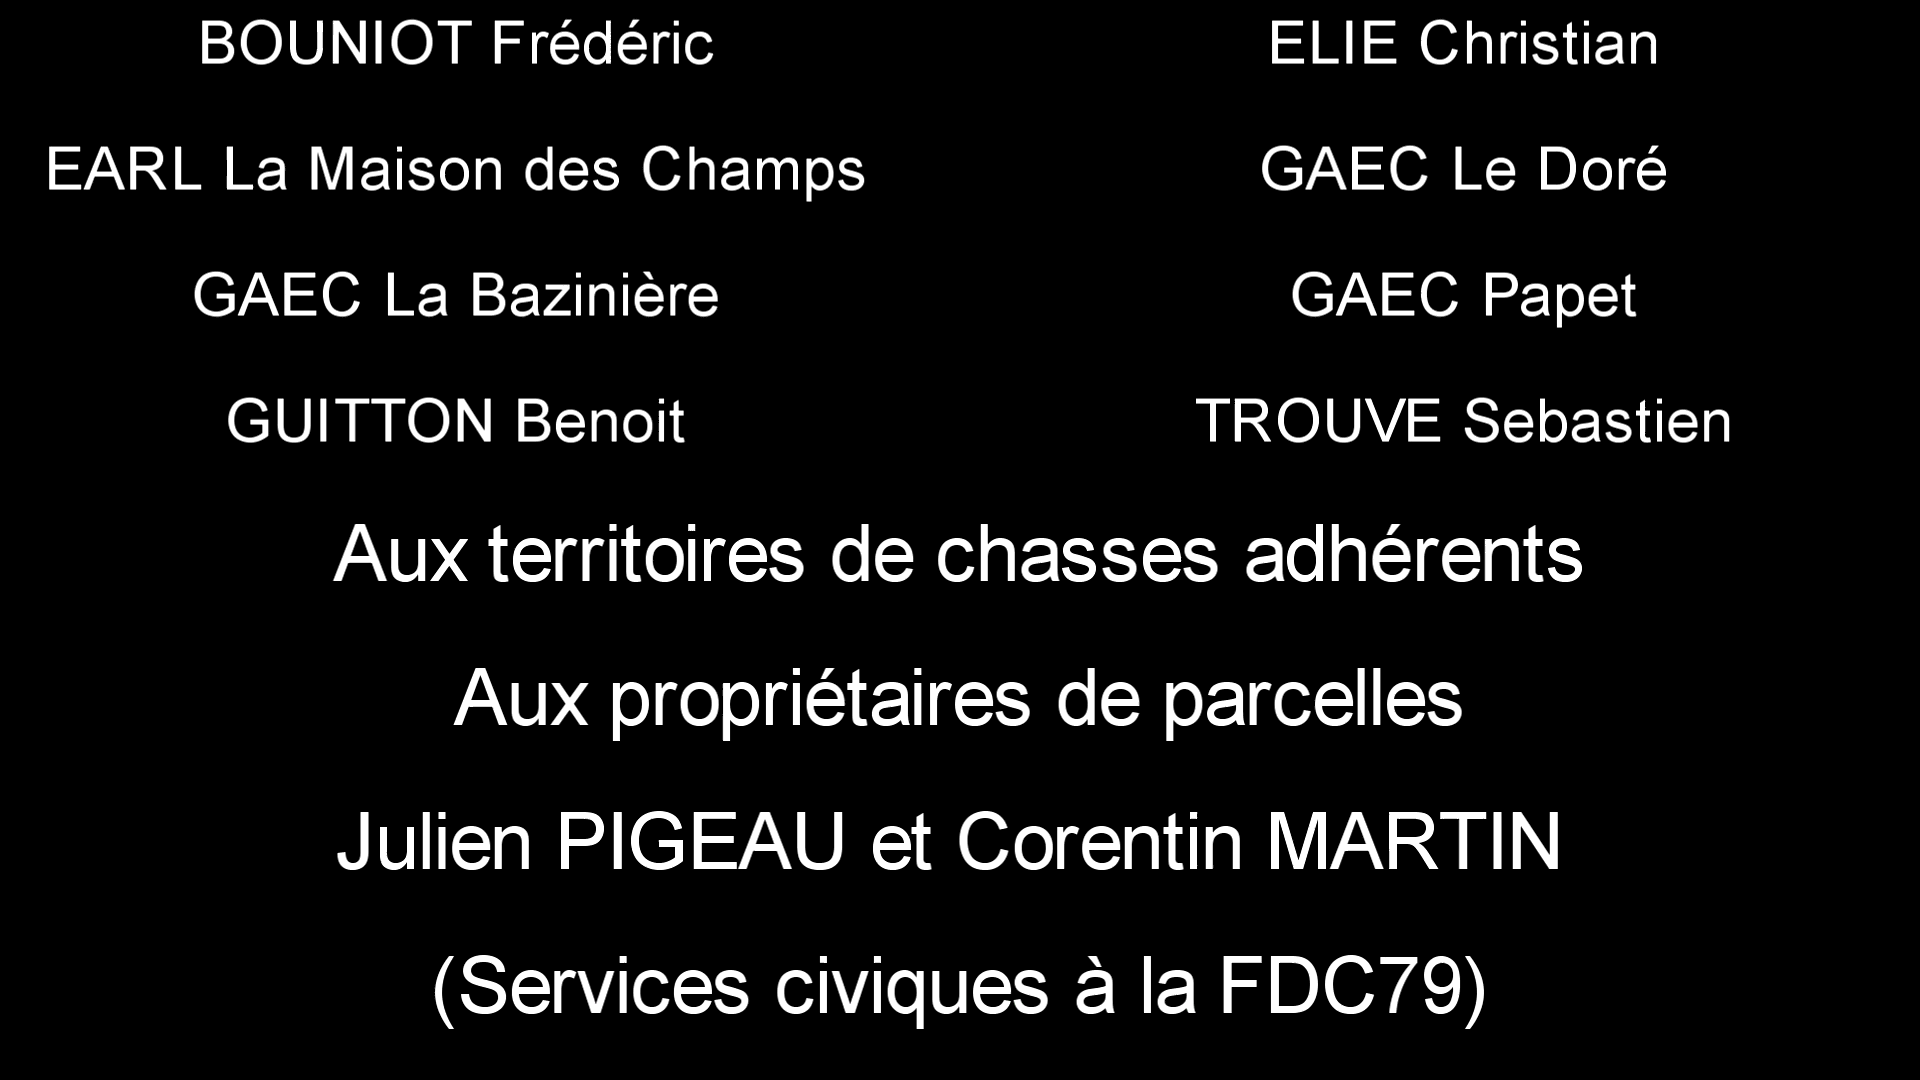 BOUNIOT Frédéric ELIE Christian
EARL La Maison des Champs GAEC Le Doré
GAEC La Bazinière GAEC Papet
GUITTON Benoit TROUVE Sebastien
Aux territoires de chasses adhérents
Aux propriétaires de parcelles
Julien PIGEAU et Corentin MARTIN
(Services civiques à la FDC79)